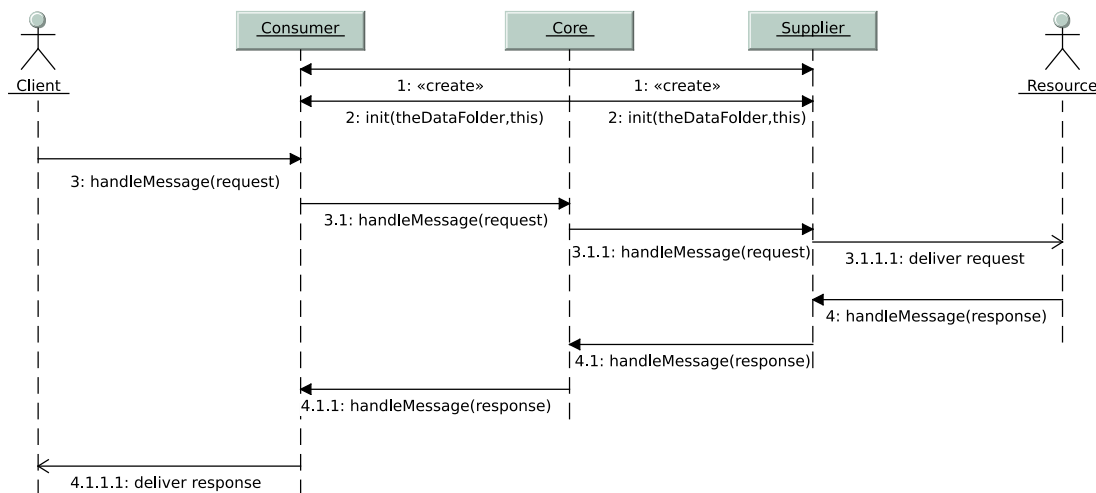 Consumer
Core
Supplier
Client
Resource
1: «create»
1: «create»
2: init(theDataFolder,this)
2: init(theDataFolder,this)
3: handleMessage(request)
3.1: handleMessage(request)
3.1.1: handleMessage(request)
3.1.1.1: deliver request
4: handleMessage(response)
4.1: handleMessage(response)
4.1.1: handleMessage(response)
4.1.1.1: deliver response